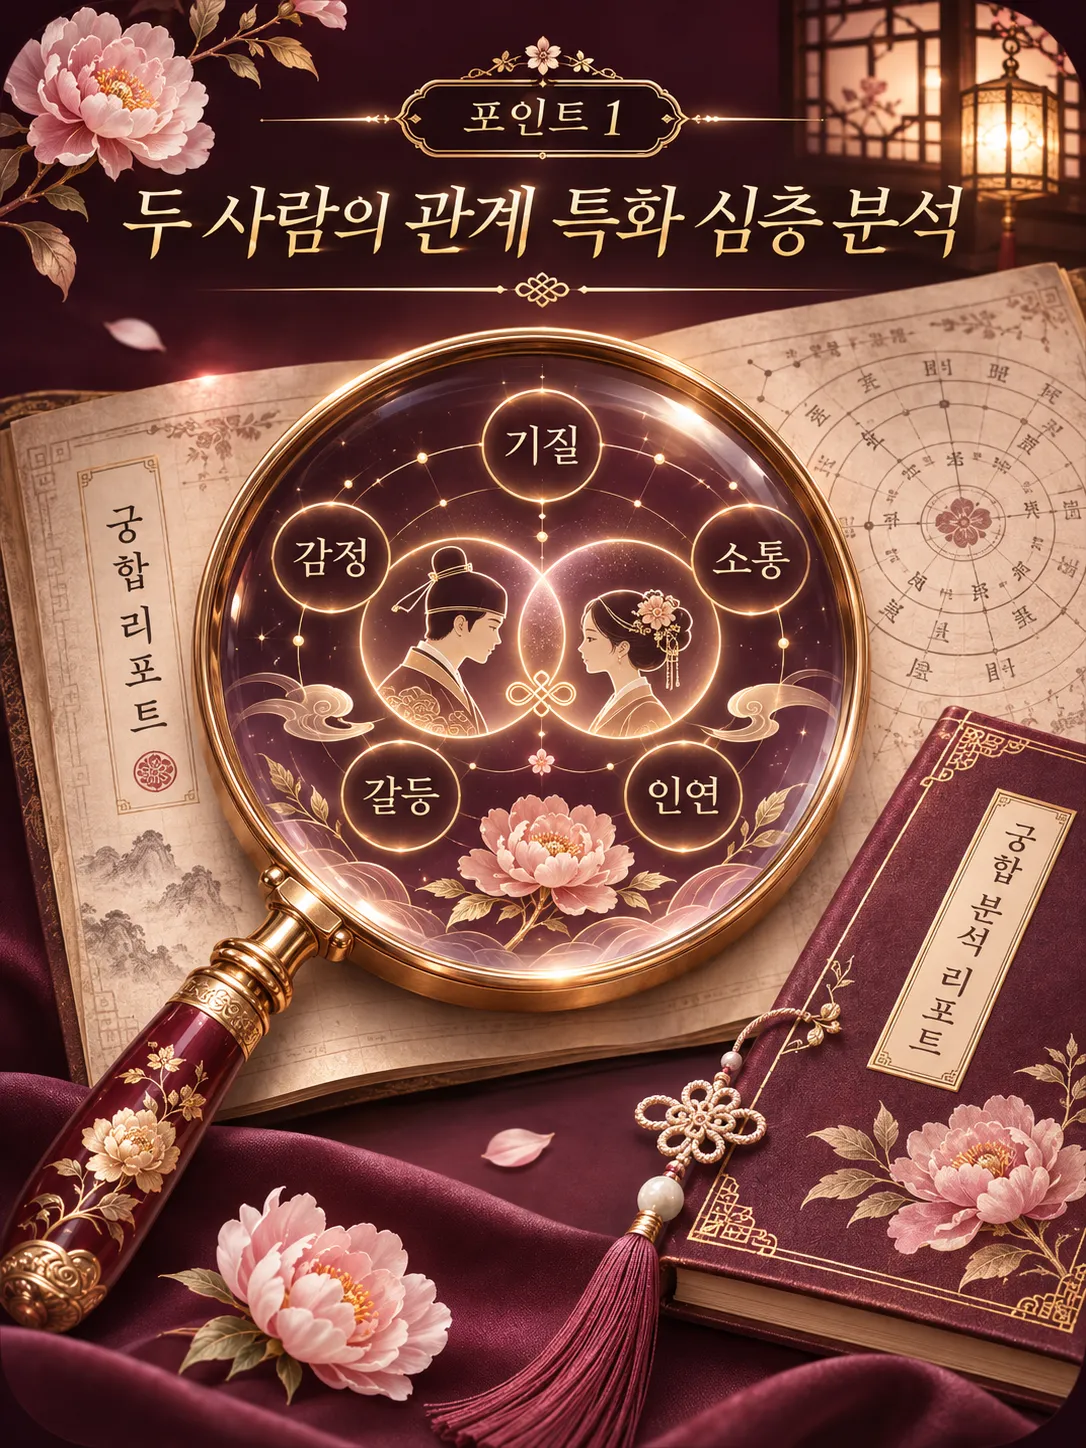 포인트 1
두 사람의 관계 특화 심층 분석
기질
감정
소통
갈등
인연
궁합 리포트
궁합 분석 리포트